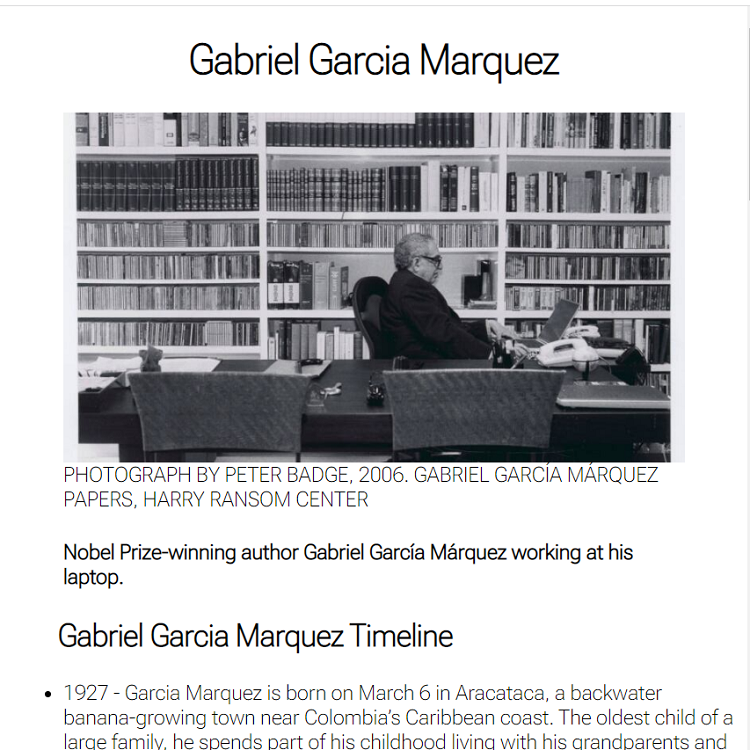 Gabriel Garcia Marquez
PHOTOGRAPH BY PETER BADGE, 2006. GABRIEL GARCÍA MÁRQUEZ
PAPERS, HARRY RANSOM CENTER
Nobel Prize-winning author Gabriel García Márquez working at his
laptop.
Gabriel Garcia Marquez Timeline
• 1927 - Garcia Marquez is born on March 6 in Aracataca, a backwater
banana-growing town near Colombia's Caribbean coast. The oldest child of a
large family, he spends part of his childhood living with his grandparents and